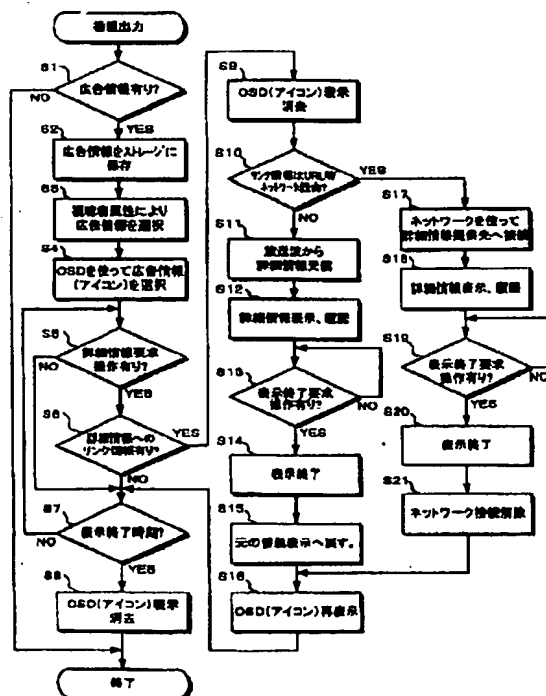 番組出力
S1
広告情報有り?
NO
YES
S2
広告情報をストレージに
保存
S3
視聴者属性により
広告情報を選択
S4
OSDを使って広告情報
(アイコン)を選択
S5
詳細情報要求
操作有り?
NO
YES
S6
詳細情報への
リンク情報有り?
YES
NO
S7
表示終了時刻?
NO
YES
S8
OSD(アイコン)表示
消去
終了
S9
OSD(アイコン)表示
消去
S10
リンク情報はURL等
YES
NO
S11
放送波から
詳細情報受信
S12
詳細情報表示、
S13
表示終了要求
操作有り?
NO
YES
S14
表示終了
S15
元の番組表示へ戻す。
S16
OSD(アイコン)再表示
S17
ネットワークを使って
詳細情報提供先へ接続
S18
詳細情報表示、
S19
表示終了要求
操作有り?
NO
YES
S20
表示終了
S21
ネットワーク接続解除